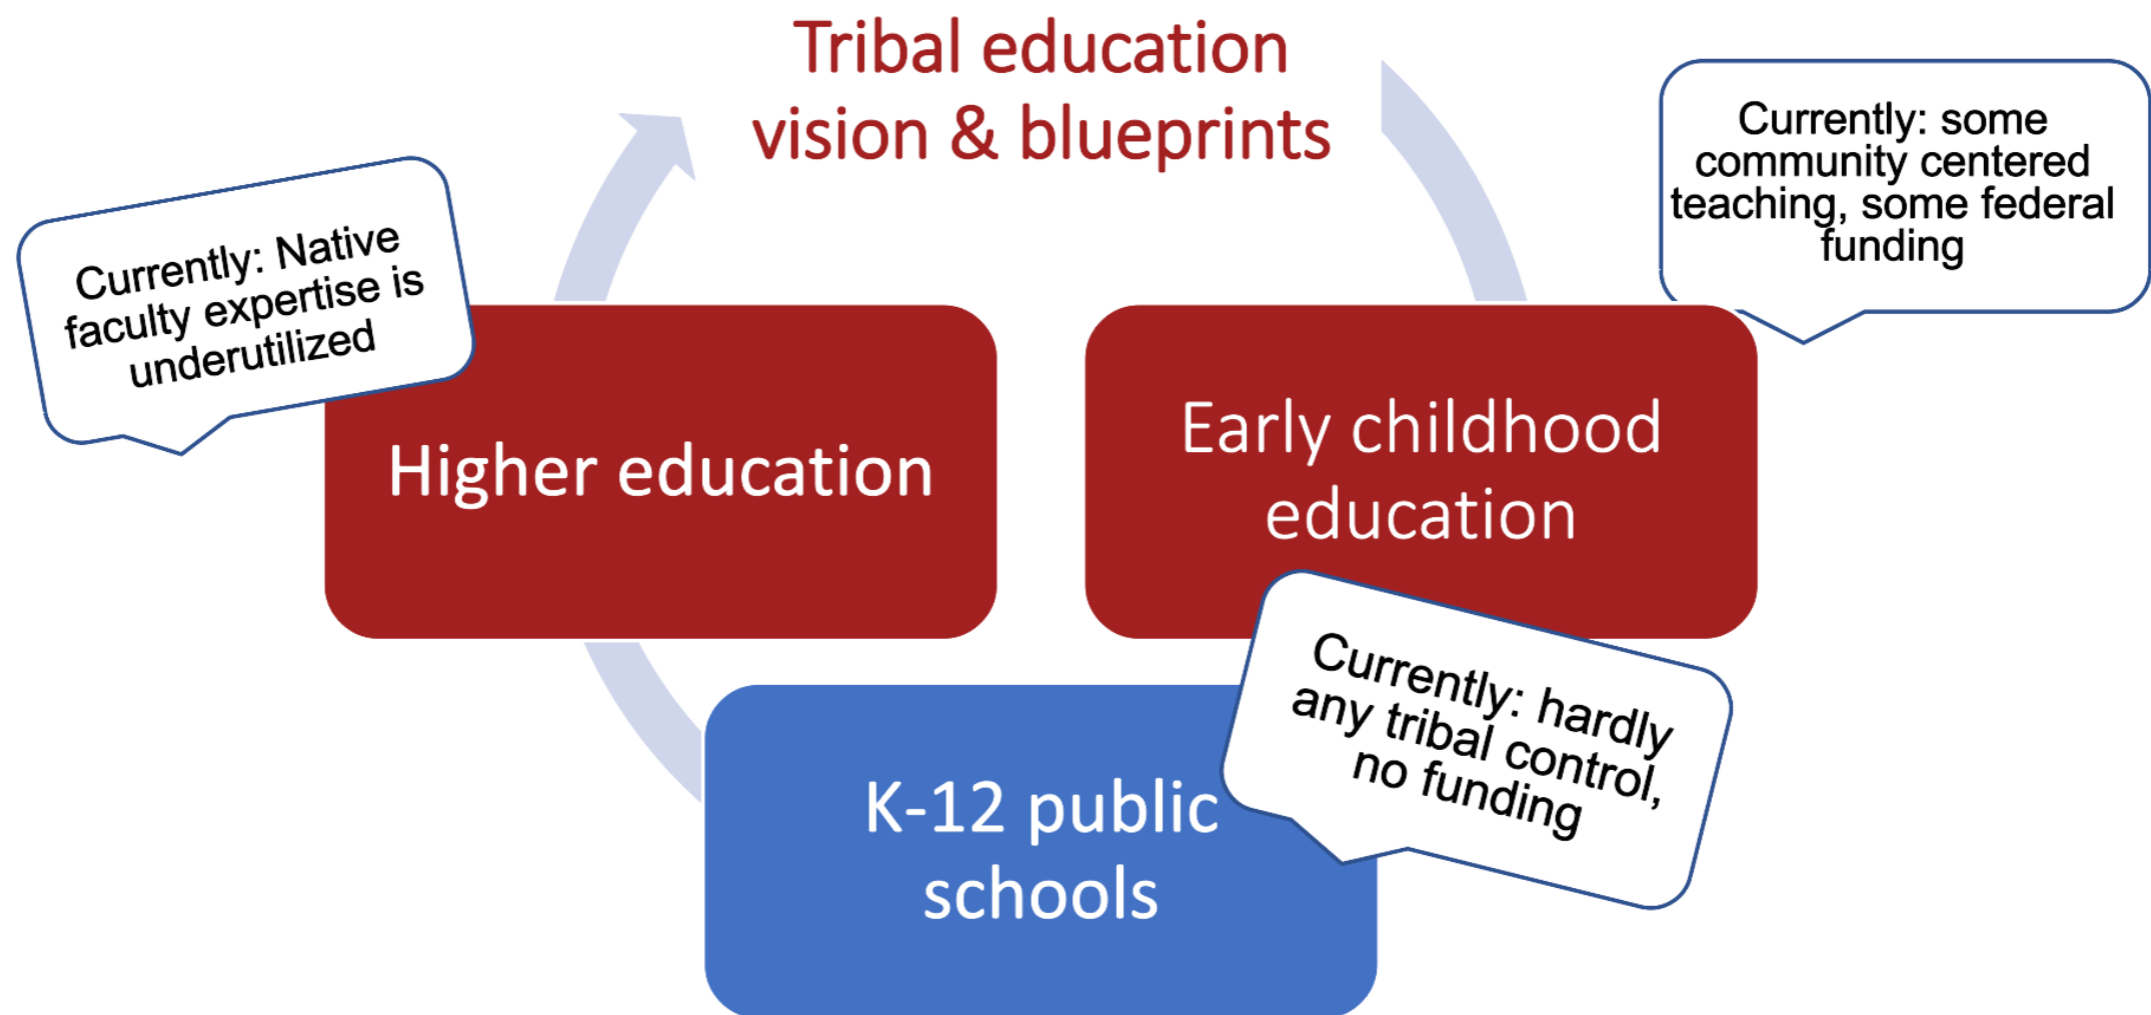 Tribal education
vision & blueprints
Currently: some
community centered
teaching, some federal
funding
Currently: Native
faculty expertise is
underutilized
Higher education
Early childhood
education
Currently: hardly
any tribal control,
no funding
K-12 public
schools